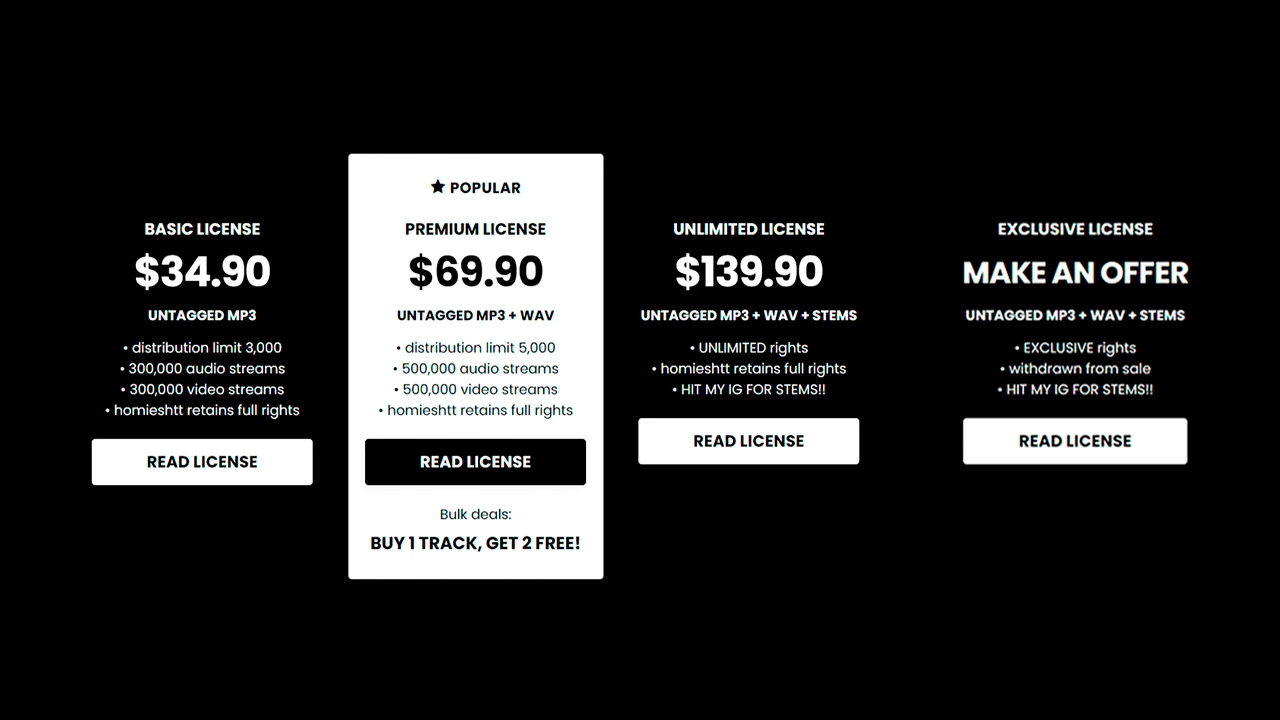 BASIC LICENSE
$34.90
UNTAGGED MP3
• distribution limit 3,000
• 300,000 audio streams
• 300,000 video streams
• homieshtt retains full rights
READ LICENSE
★ POPULAR
PREMIUM LICENSE
$69.90
UNTAGGED MP3 + WAV
• distribution limit 5,000
• 500,000 audio streams
• 500,000 video streams
• homieshtt retains full rights
READ LICENSE
Bulk deals:
BUY 1 TRACK, GET 2 FREE!
UNLIMITED LICENSE
$139.90
UNTAGGED MP3 + WAV + STEMS
• UNLIMITED rights
• homieshtt retains full rights
• HIT MY IG FOR STEMS!!
READ LICENSE
EXCLUSIVE LICENSE
MAKE AN OFFER
UNTAGGED MP3 + WAV + STEMS
• EXCLUSIVE rights
• withdrawn from sale
• HIT MY IG FOR STEMS!!
READ LICENSE